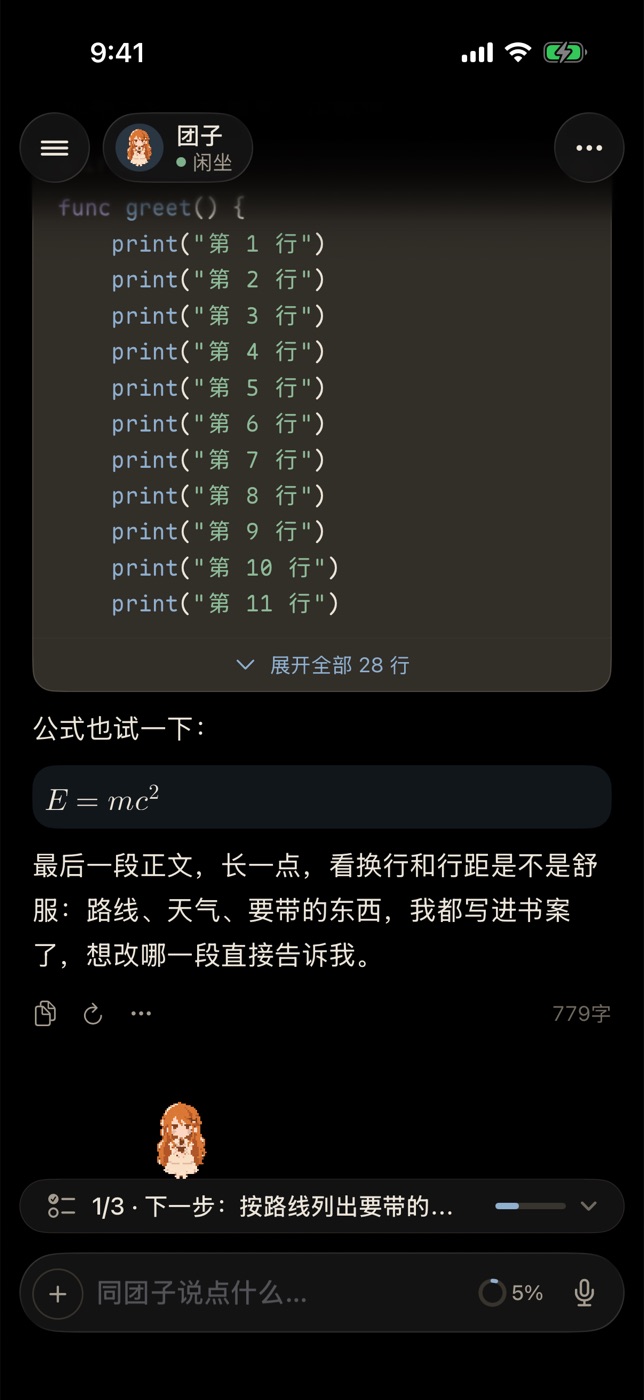 9:41
团子
闲坐
func greet() {
    print("第 1 行")
    print("第 2 行")
    print("第 3 行")
    print("第 4 行")
    print("第 5 行")
    print("第 6 行")
    print("第 7 行")
    print("第 8 行")
    print("第 9 行")
    print("第 10 行")
    print("第 11 行")
展开全部 28 行
公式也试一下：
E = mc²
最后一段正文，长一点，看换行和行距是不是舒
服：路线、天气、要带的东西，我都写进书案
了，想改哪一段直接告诉我。
779字
1/3 · 下一步：按路线列出要带的…
同团子说点什么…
5%